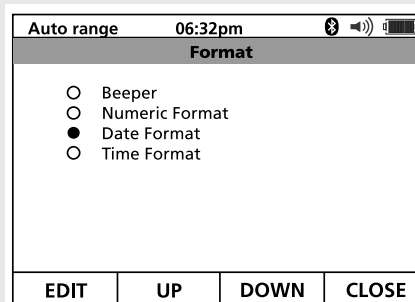 Auto range 06:32pm
Format
Beeper
Numeric Format
Date Format
Time Format
EDIT UP DOWN CLOSE